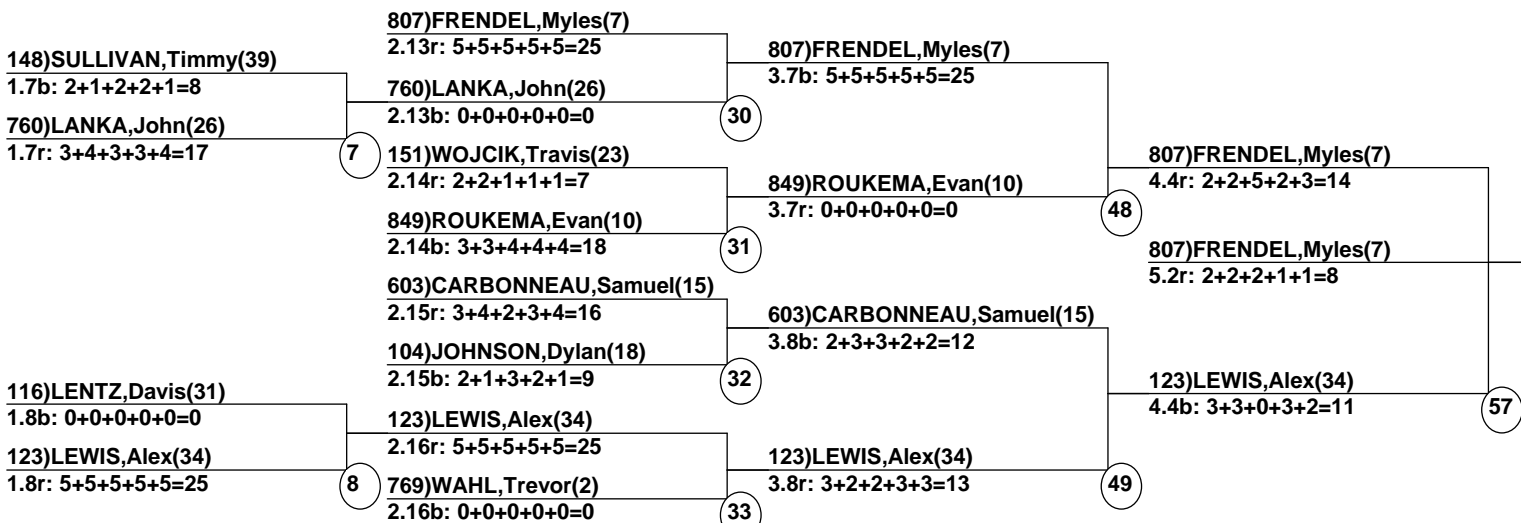 148)SULLIVAN,Timmy(39)
1.7b: 2+1+2+2+1=8
760)LANKA,John(26)
1.7r: 3+4+3+3+4=17
7
116)LENTZ,Davis(31)
1.8b: 0+0+0+0+0=0
123)LEWIS,Alex(34)
1.8r: 5+5+5+5+5=25
8
807)FRENDEL,Myles(7)
2.13r: 5+5+5+5+5=25
760)LANKA,John(26)
2.13b: 0+0+0+0+0=0
30
151)WOJCIK,Travis(23)
2.14r: 2+2+1+1+1=7
849)ROUKEMA,Evan(10)
2.14b: 3+3+4+4+4=18
31
603)CARBONNEAU,Samuel(15)
2.15r: 3+4+2+3+4=16
104)JOHNSON,Dylan(18)
2.15b: 2+1+3+2+1=9
32
123)LEWIS,Alex(34)
2.16r: 5+5+5+5+5=25
769)WAHL,Trevor(2)
2.16b: 0+0+0+0+0=0
33
807)FRENDEL,Myles(7)
3.7b: 5+5+5+5+5=25
849)ROUKEMA,Evan(10)
3.7r: 0+0+0+0+0=0
48
603)CARBONNEAU,Samuel(15)
3.8b: 2+3+3+2+2=12
123)LEWIS,Alex(34)
3.8r: 3+2+2+3+3=13
49
807)FRENDEL,Myles(7)
4.4r: 2+2+5+2+3=14
807)FRENDEL,Myles(7)
5.2r: 2+2+2+1+1=8
123)LEWIS,Alex(34)
4.4b: 3+3+0+3+2=11
57